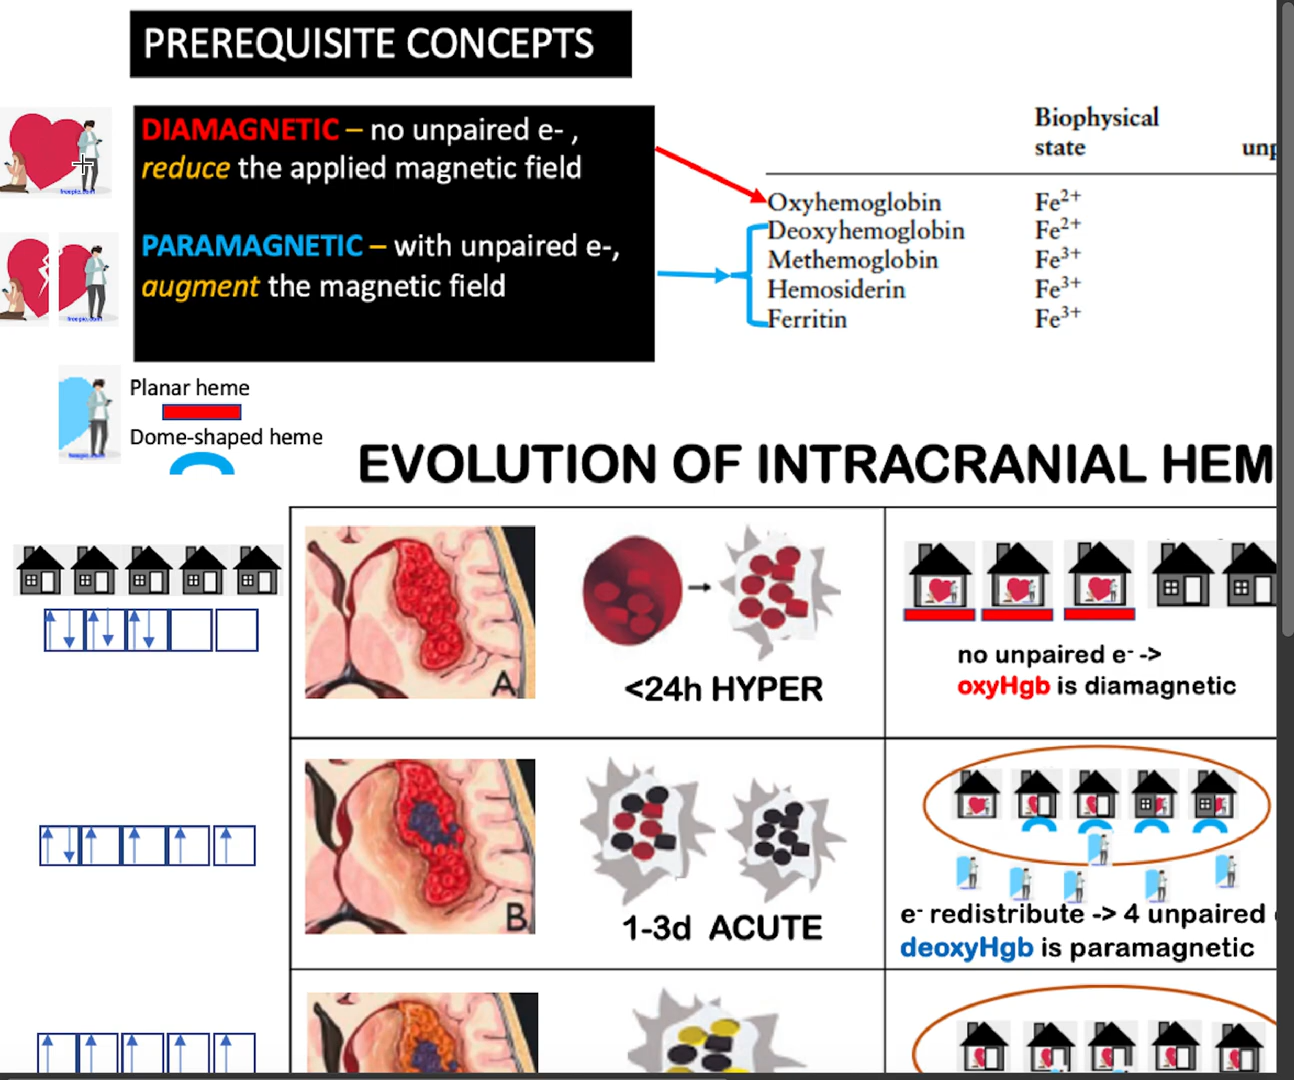 PREREQUISITE CONCEPTS
DIAMAGNETIC – no unpaired e- ,
reduce the applied magnetic field
PARAMAGNETIC – with unpaired e-,
augment the magnetic field
Biophysical
state
unp
Oxyhemoglobin Fe2+
Deoxyhemoglobin Fe2+
Methemoglobin Fe3+
Hemosiderin Fe3+
Ferritin Fe3+
Planar heme
Dome-shaped heme
EVOLUTION OF INTRACRANIAL HEM
A
<24h HYPER
no unpaired e- ->
oxyHgb is diamagnetic
B
1-3d ACUTE
e- redistribute -> 4 unpaired
deoxyHgb is paramagnetic